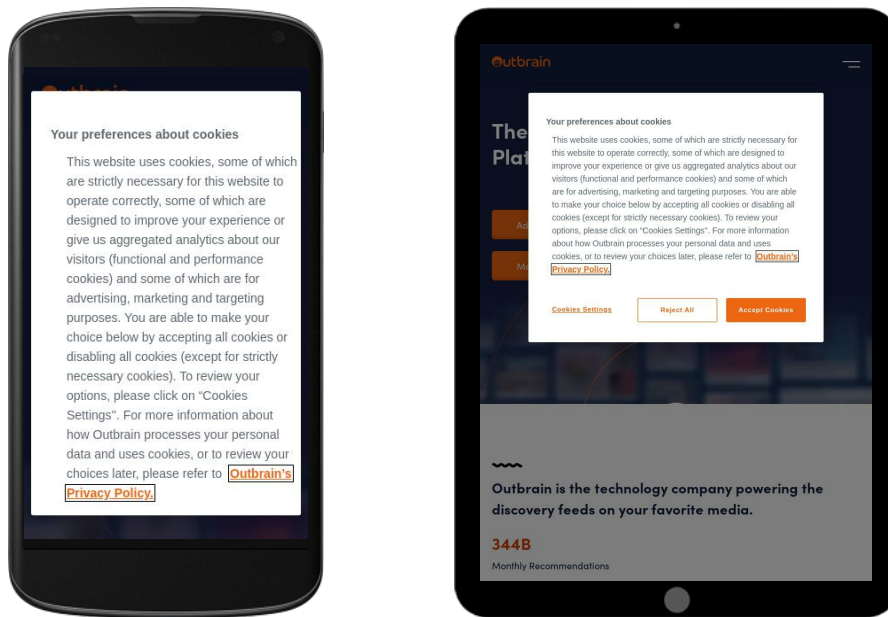 Outbrain
Your preferences about cookies
This website uses cookies, some of which
are strictly necessary for this website to
operate correctly, some of which are
designed to improve your experience or
give us aggregated analytics about our
visitors (functional and performance
cookies) and some of which are for
advertising, marketing and targeting
purposes. You are able to make your
choice below by accepting all cookies or
disabling all cookies (except for strictly
necessary cookies). To review your
options, please click on “Cookies
Settings”. For more information about
how Outbrain processes your personal
data and uses cookies, or to review your
choices later, please refer to Outbrain’s
Privacy Policy.
Outbrain
The
Plat
Your preferences about cookies
This website uses cookies, some of which are strictly necessary for
this website to operate correctly, some of which are designed to
improve your experience or give us aggregated analytics about our
visitors (functional and performance cookies) and some of which
are for advertising, marketing and targeting purposes. You are able
to make your choice below by accepting all cookies or disabling all
cookies (except for strictly necessary cookies). To review your
options, please click on “Cookies Settings”. For more information
about how Outbrain processes your personal data and uses
cookies, or to review your choices later, please refer to Outbrain’s
Privacy Policy.
Ad
Mo
Cookies Settings Reject All Accept Cookies
Outbrain is the technology company powering the
discovery feeds on your favorite media.
344B
Monthly Recommendations